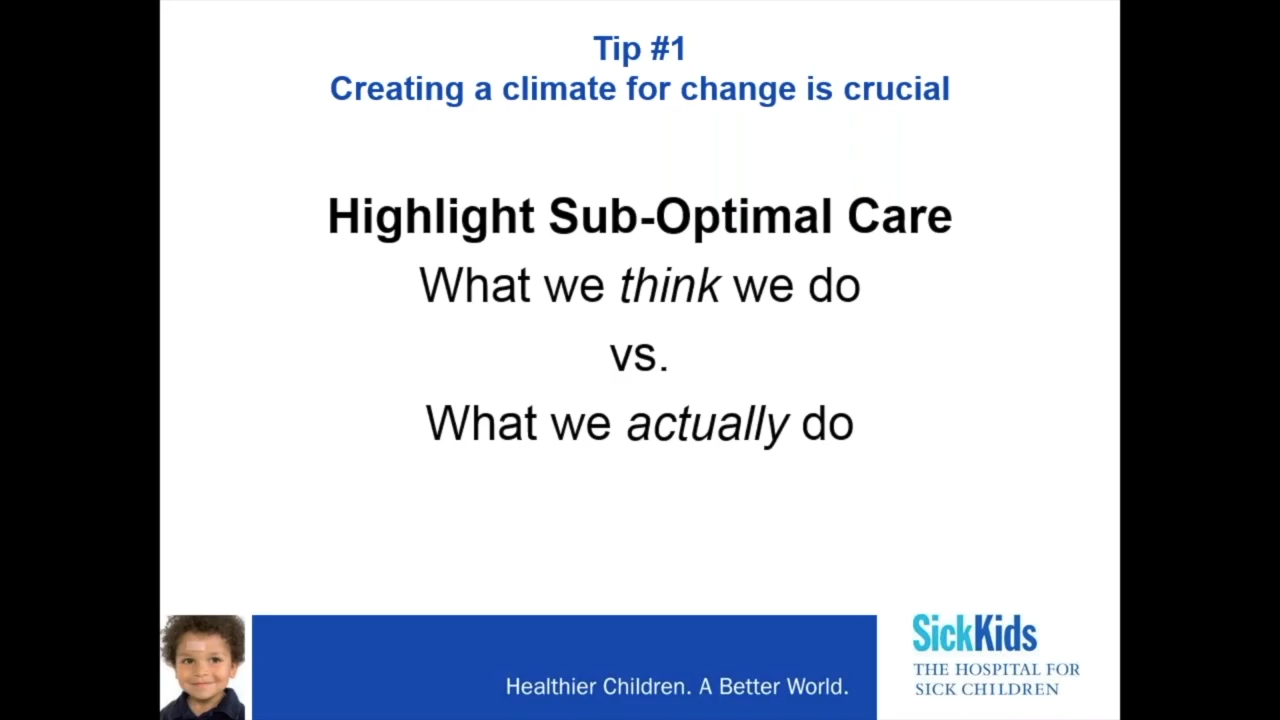 Tip #1
Creating a climate for change is crucial
Highlight Sub-Optimal Care
What we think we do
vs.
What we actually do
Healthier Children. A Better World.
SickKids
THE HOSPITAL FOR
SICK CHILDREN